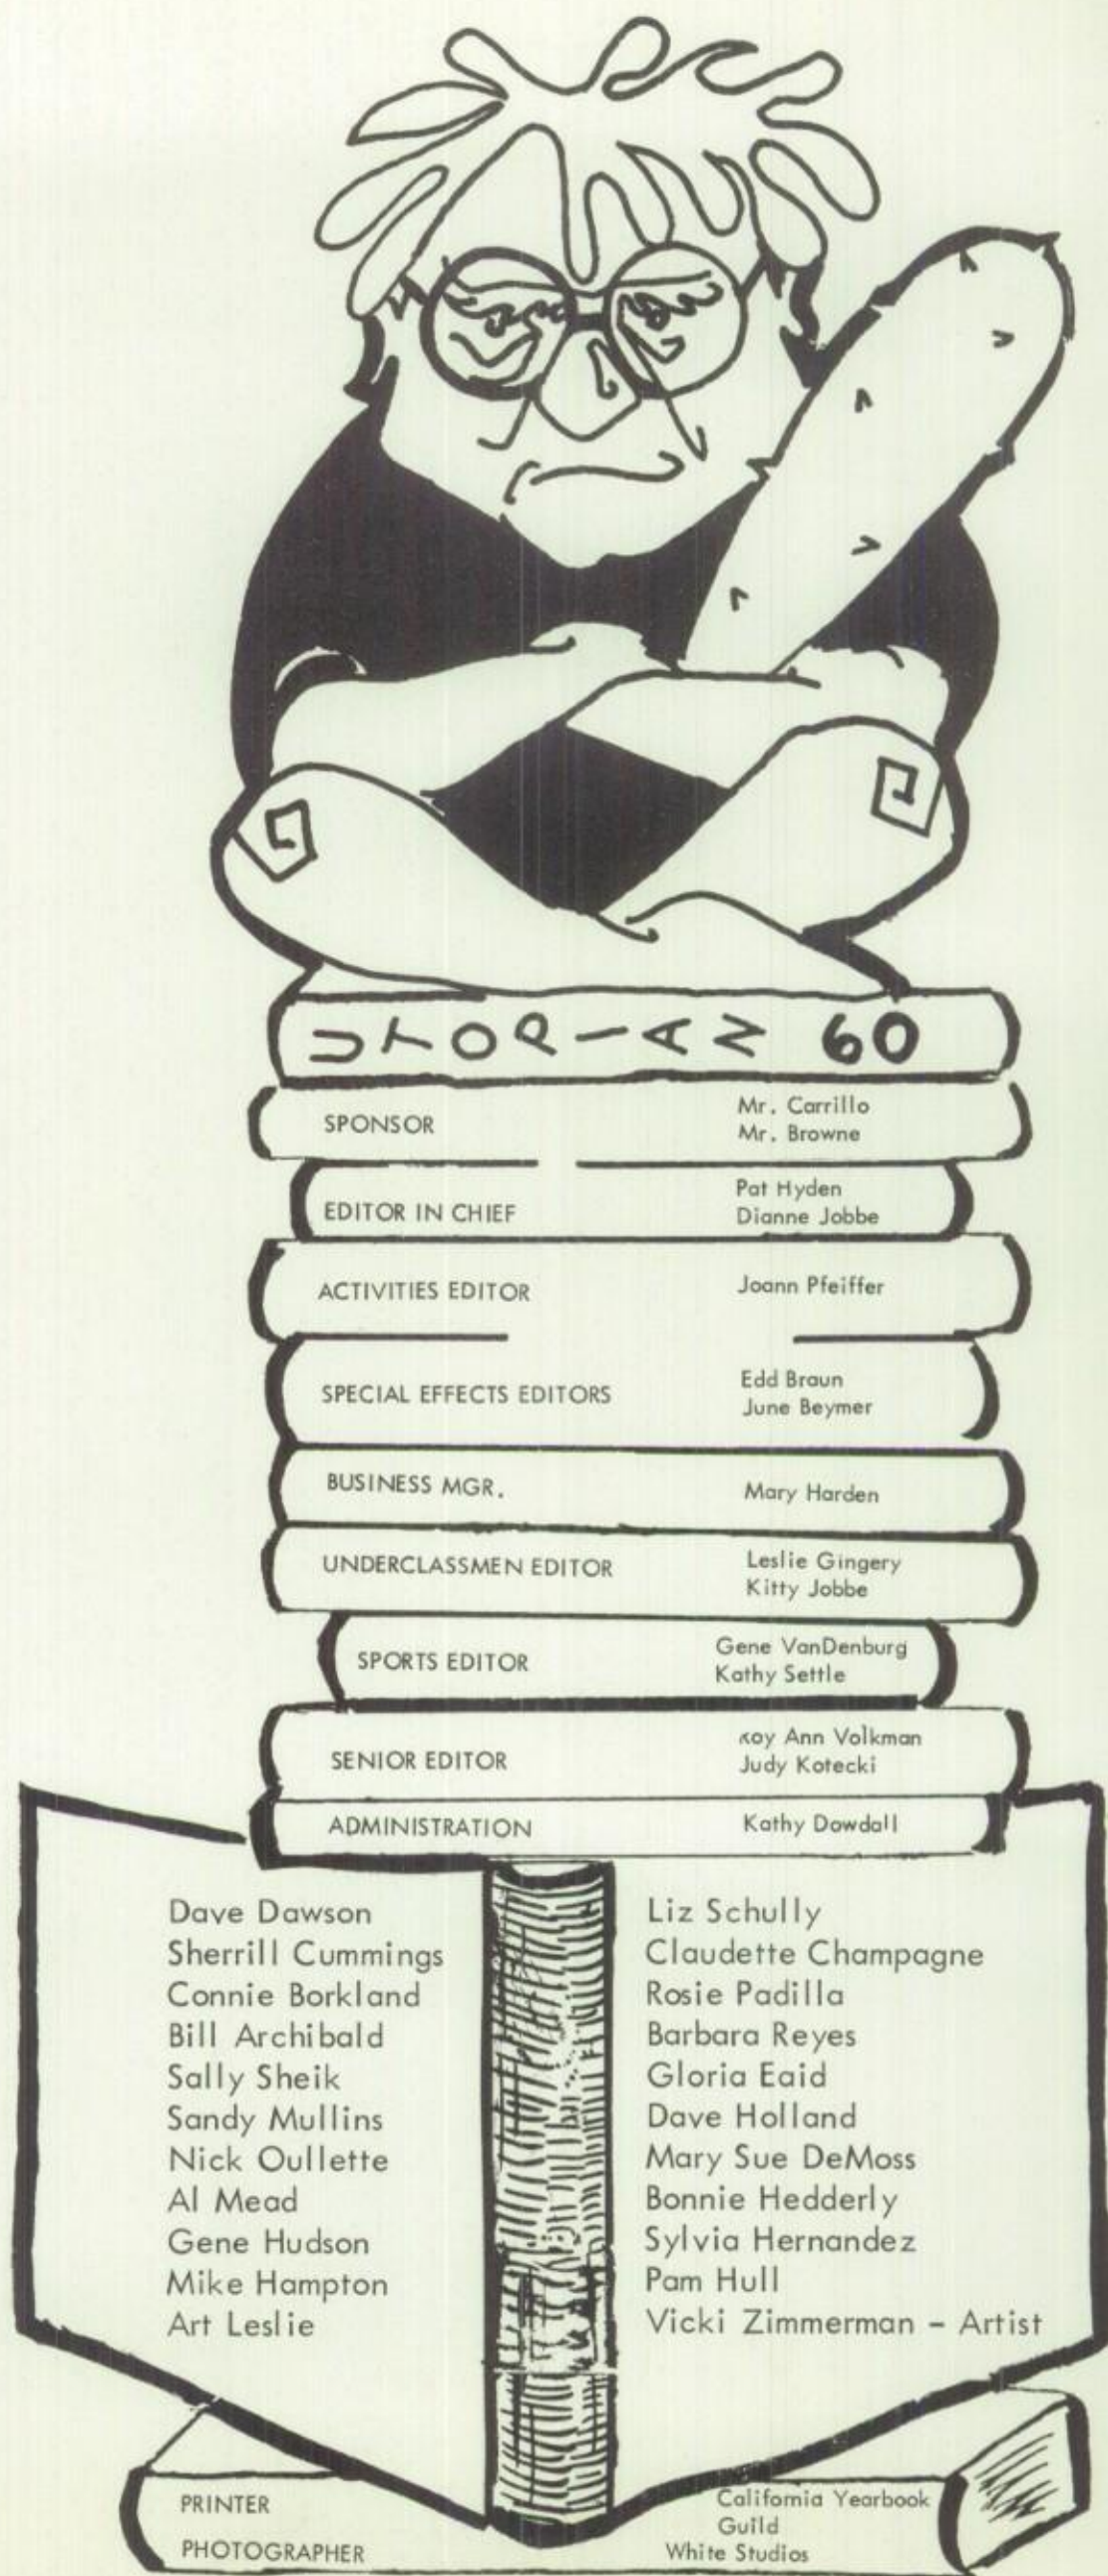 UTOPIAN 60
SPONSOR Mr. Carrillo
Mr. Browne
EDITOR IN CHIEF Pat Hyden
Dianne Jobbe
ACTIVITIES EDITOR Joann Pfeiffer
SPECIAL EFFECTS EDITORS Edd Braun
June Beymer
BUSINESS MGR. Mary Harden
UNDERCLASSMEN EDITOR Leslie Gingery
Kitty Jobbe
SPORTS EDITOR Gene VanDenburg
Kathy Settle
SENIOR EDITOR Ann Volkman
Judy Kotecki
ADMINISTRATION Kathy Dowdall
Dave Dawson
Sherrill Cummings
Connie Borkland
Bill Archibald
Sally Sheik
Sandy Mullins
Nick Oullette
Al Mead
Gene Hudson
Mike Hampton
Art Leslie
Liz Schully
Claudette Champagne
Rosie Padilla
Barbara Reyes
Gloria Eaid
Dave Holland
Mary Sue DeMoss
Bonnie Hedderly
Sylvia Hernandez
Pam Hull
Vicki Zimmerman - Artist
PRINTER California Yearbook
Guild
PHOTOGRAPHER White Studios